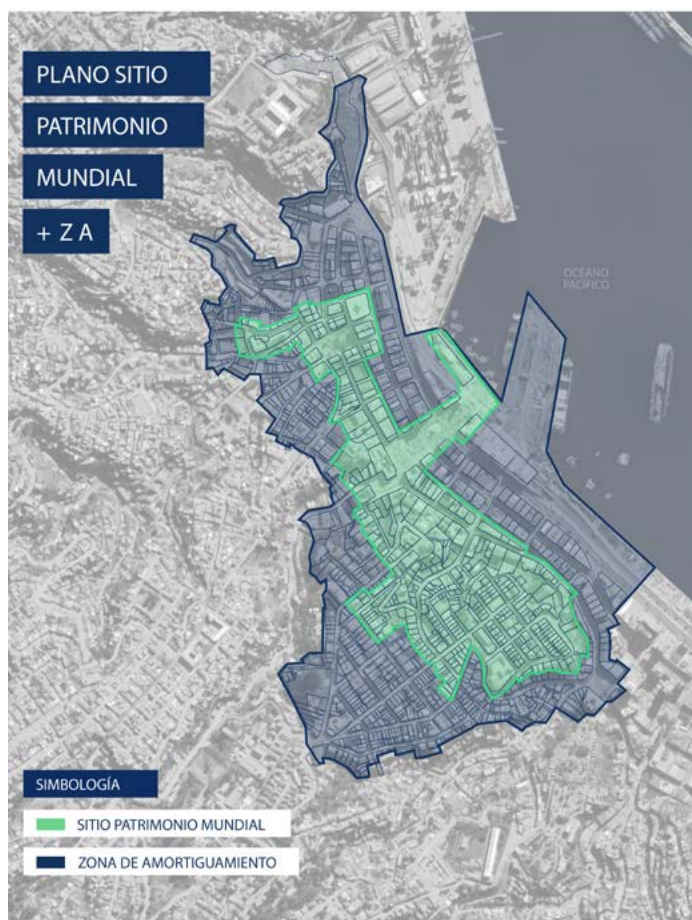 PLANO SITIO
PATRIMONIO
MUNDIAL
+ Z A
OCÉANO
PACÍFICO
SIMBOLOGÍA
SITIO PATRIMONIO MUNDIAL
ZONA DE AMORTIGUAMIENTO